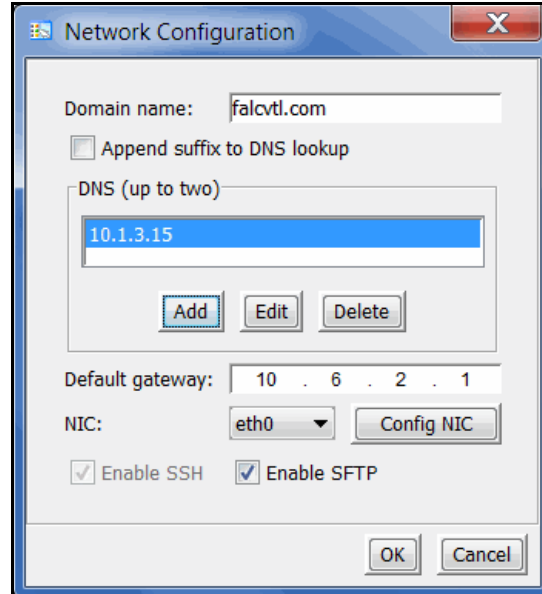 Network Configuration
X
Domain name: falcvtl.com
Append suffix to DNS lookup
DNS (up to two)
10.1.3.15
Add Edit Delete
Default gateway: 10 . 6 . 2 . 1
NIC: eth0 Config NIC
Enable SSH Enable SFTP
OK Cancel